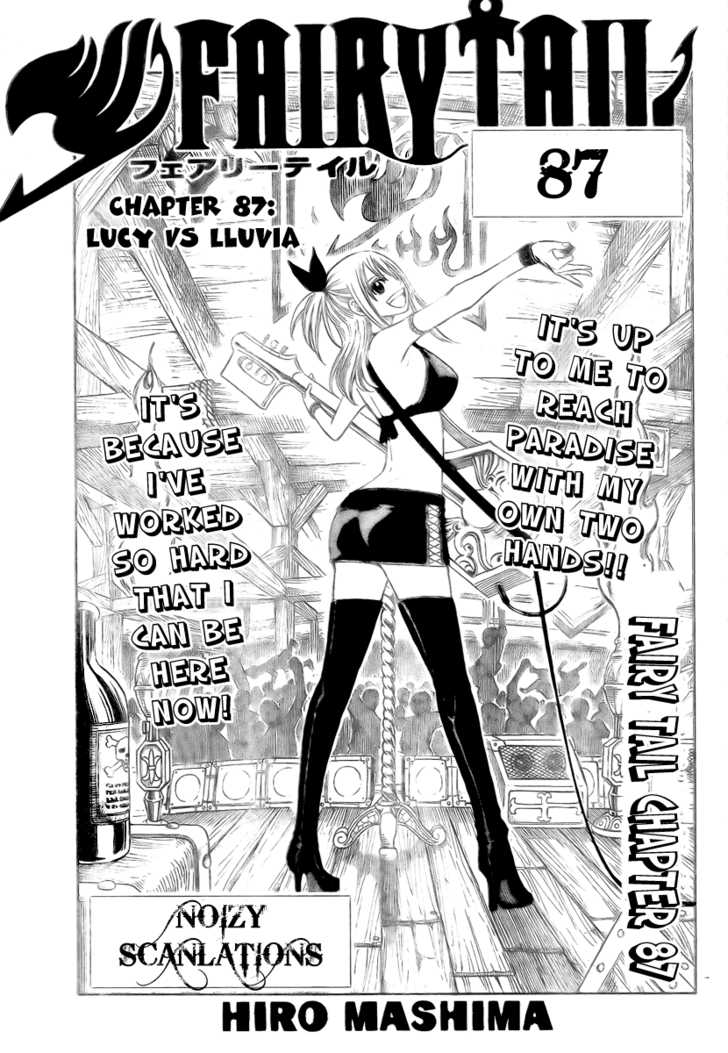 FAIRY TAIL
フェアリーテイル
87
CHAPTER 87:
LUCY VS LLUVIA
IT'S UP
TO ME TO
REACH
PARADISE
WITH MY
OWN TWO
HANDS!!
IT'S
BECAUSE
I'VE
WORKED
SO HARD
THAT I
CAN BE
HERE
NOW!
FAIRY TAIL CHAPTER 87
NOIZY
SCANLATIONS
HIRO MASHIMA